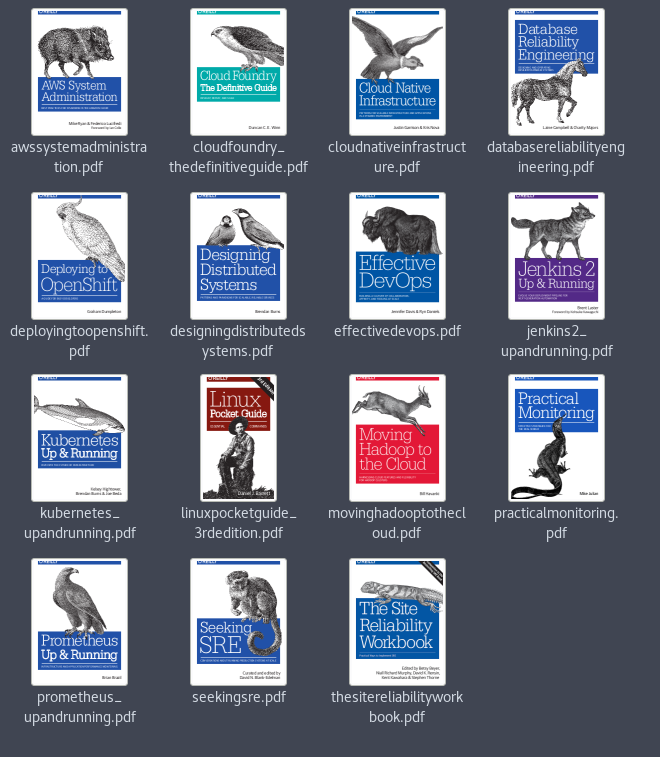 AWS System
Administration
Mike Ryan & Federico Lucifredi
Cloud Foundry
The Definitive Guide
Duncan C.E. Winn
Cloud Native
Infrastructure
Justin Garrison & Kris Nova
Database
Reliability
Engineering
Laine Campbell & Charity Majors
awssystemadministra
tion.pdf
cloudfoundry_
thedefinitiveguide.pdf
cloudnativeinfrastruct
ure.pdf
databasereliabilityeng
ineering.pdf
Deploying to
OpenShift
Graham Dumpleton
Designing
Distributed
Systems
Brendan Burns
Effective
DevOps
Jennifer Davis & Ryn Daniels
Jenkins 2
Up & Running
Brent Laster
deployingtoopenshift.
pdf
designingdistributeds
ystems.pdf
effectivedevops.pdf
jenkins2_
upandrunning.pdf
Kubernetes
Up & Running
Kelsey Hightower,
Brendan Burns & Joe Beda
Linux
Pocket Guide
ESSENTIAL COMMANDS
Daniel J. Barrett
Moving
Hadoop to
the Cloud
Bill Havanki
Practical
Monitoring
Mike Julian
kubernetes_
upandrunning.pdf
linuxpocketguide_
3rdedition.pdf
movinghadooptothecl
oud.pdf
practicalmonitoring.
pdf
Prometheus
Up & Running
Brian Brazil
Seeking
SRE
Curated and edited by
David N. Blank-Edelman
The Site
Reliability
Workbook
Edited by Betsy Beyer,
Niall Richard Murphy, David K. Rensin,
Kent Kawahara & Stephen Thorne
prometheus_
upandrunning.pdf
seekingsre.pdf
thesitereliabilitywork
book.pdf